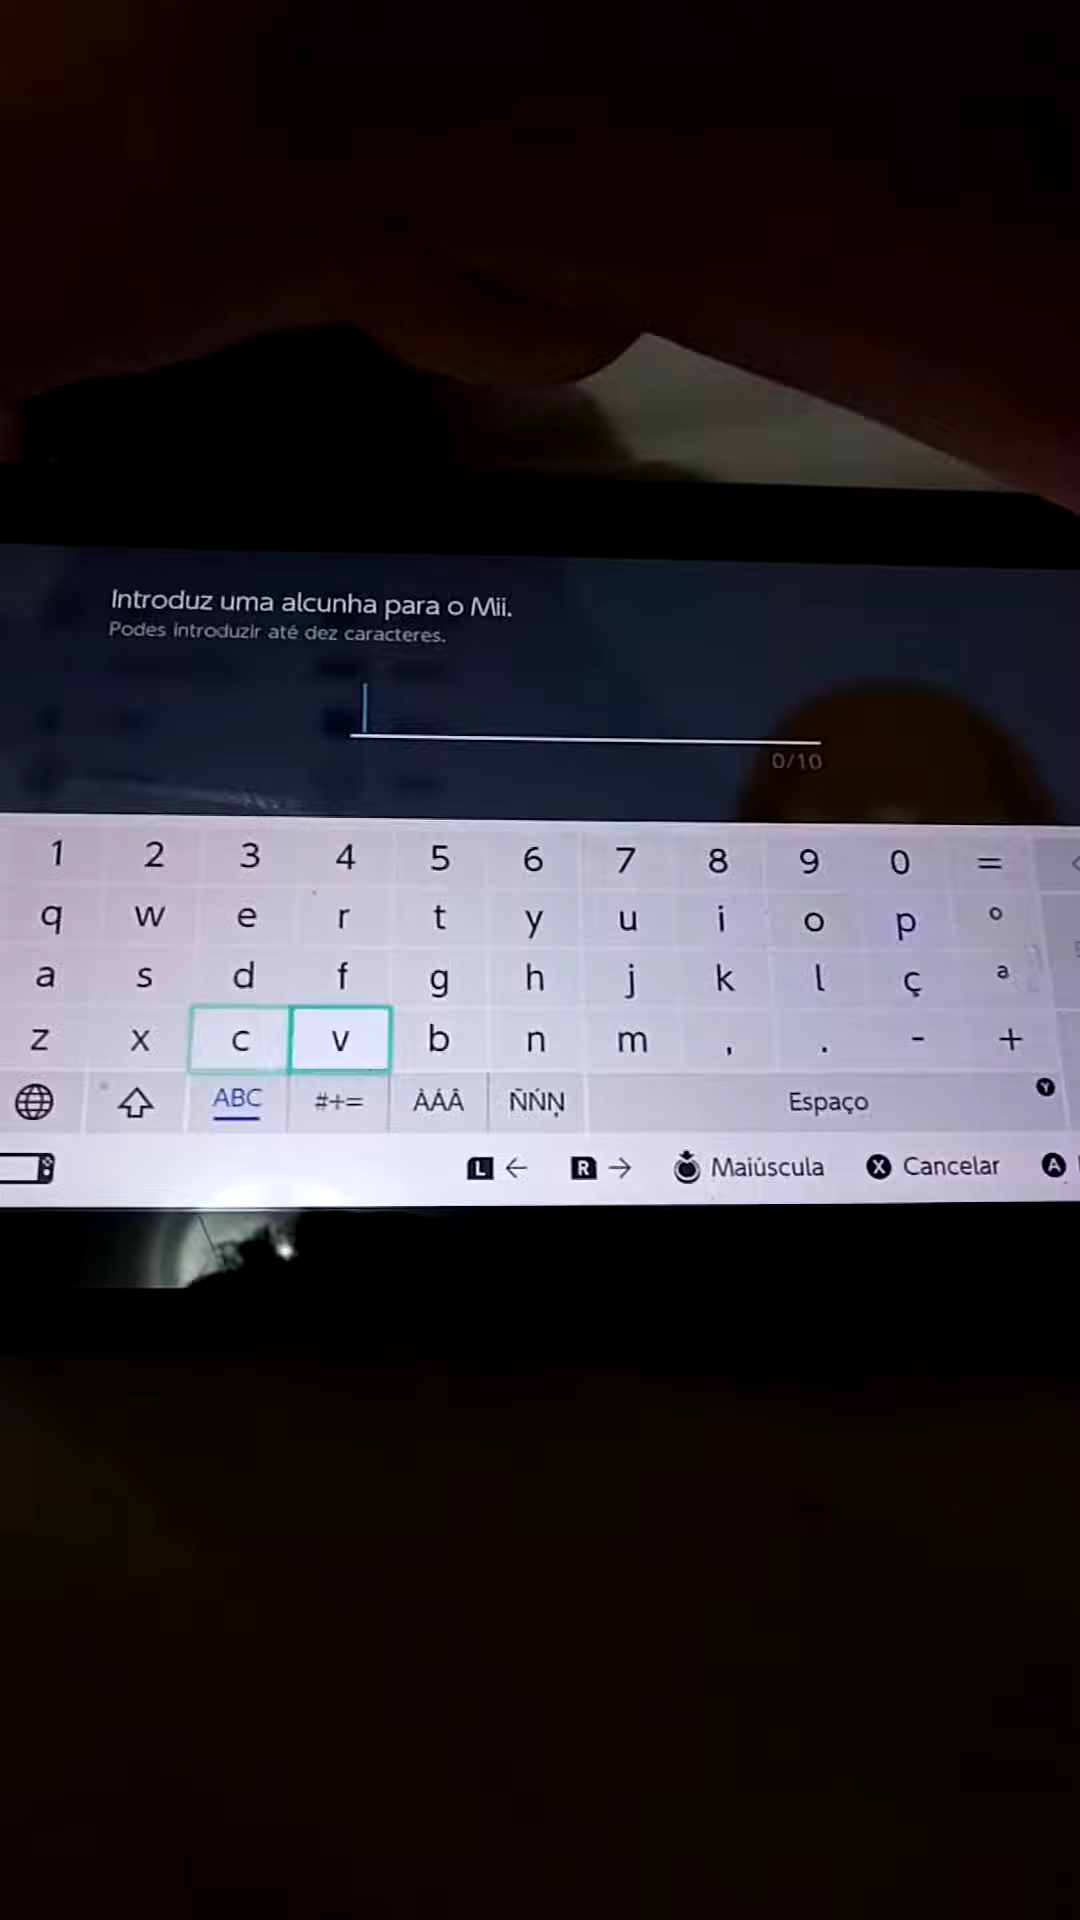 Introduz uma alcunha para o Mii.
Podes introduzir até dez caracteres.
0/10
1 2 3 4 5 6 7 8 9 0 =
q w e r t y u i o p º
a s d f g h j k l ç ª
z x c v b n m , . - +
ABC #+= ÀÁÂ ÑŃŅ Espaço Y
L ← R → Maiúscula X Cancelar A